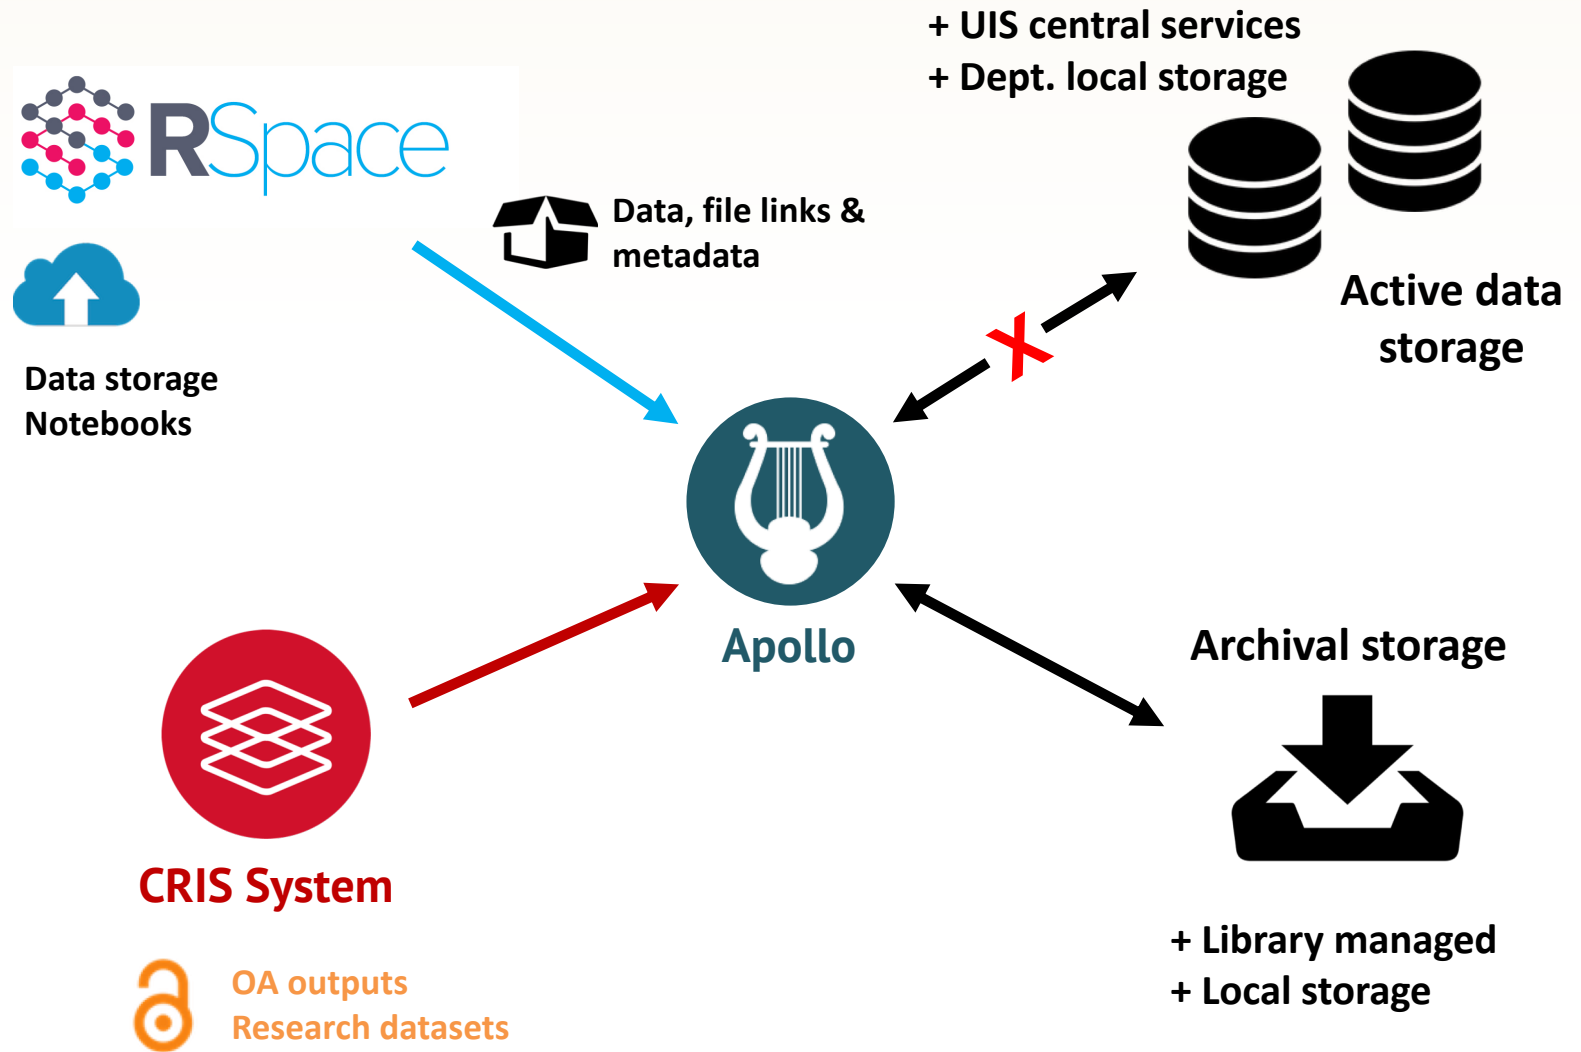 + UIS central services
+ Dept. local storage
RSpace
Data, file links &
metadata
Active data
storage
Data storage
Notebooks
X
Apollo
Archival storage
CRIS System
+ Library managed
+ Local storage
OA outputs
Research datasets